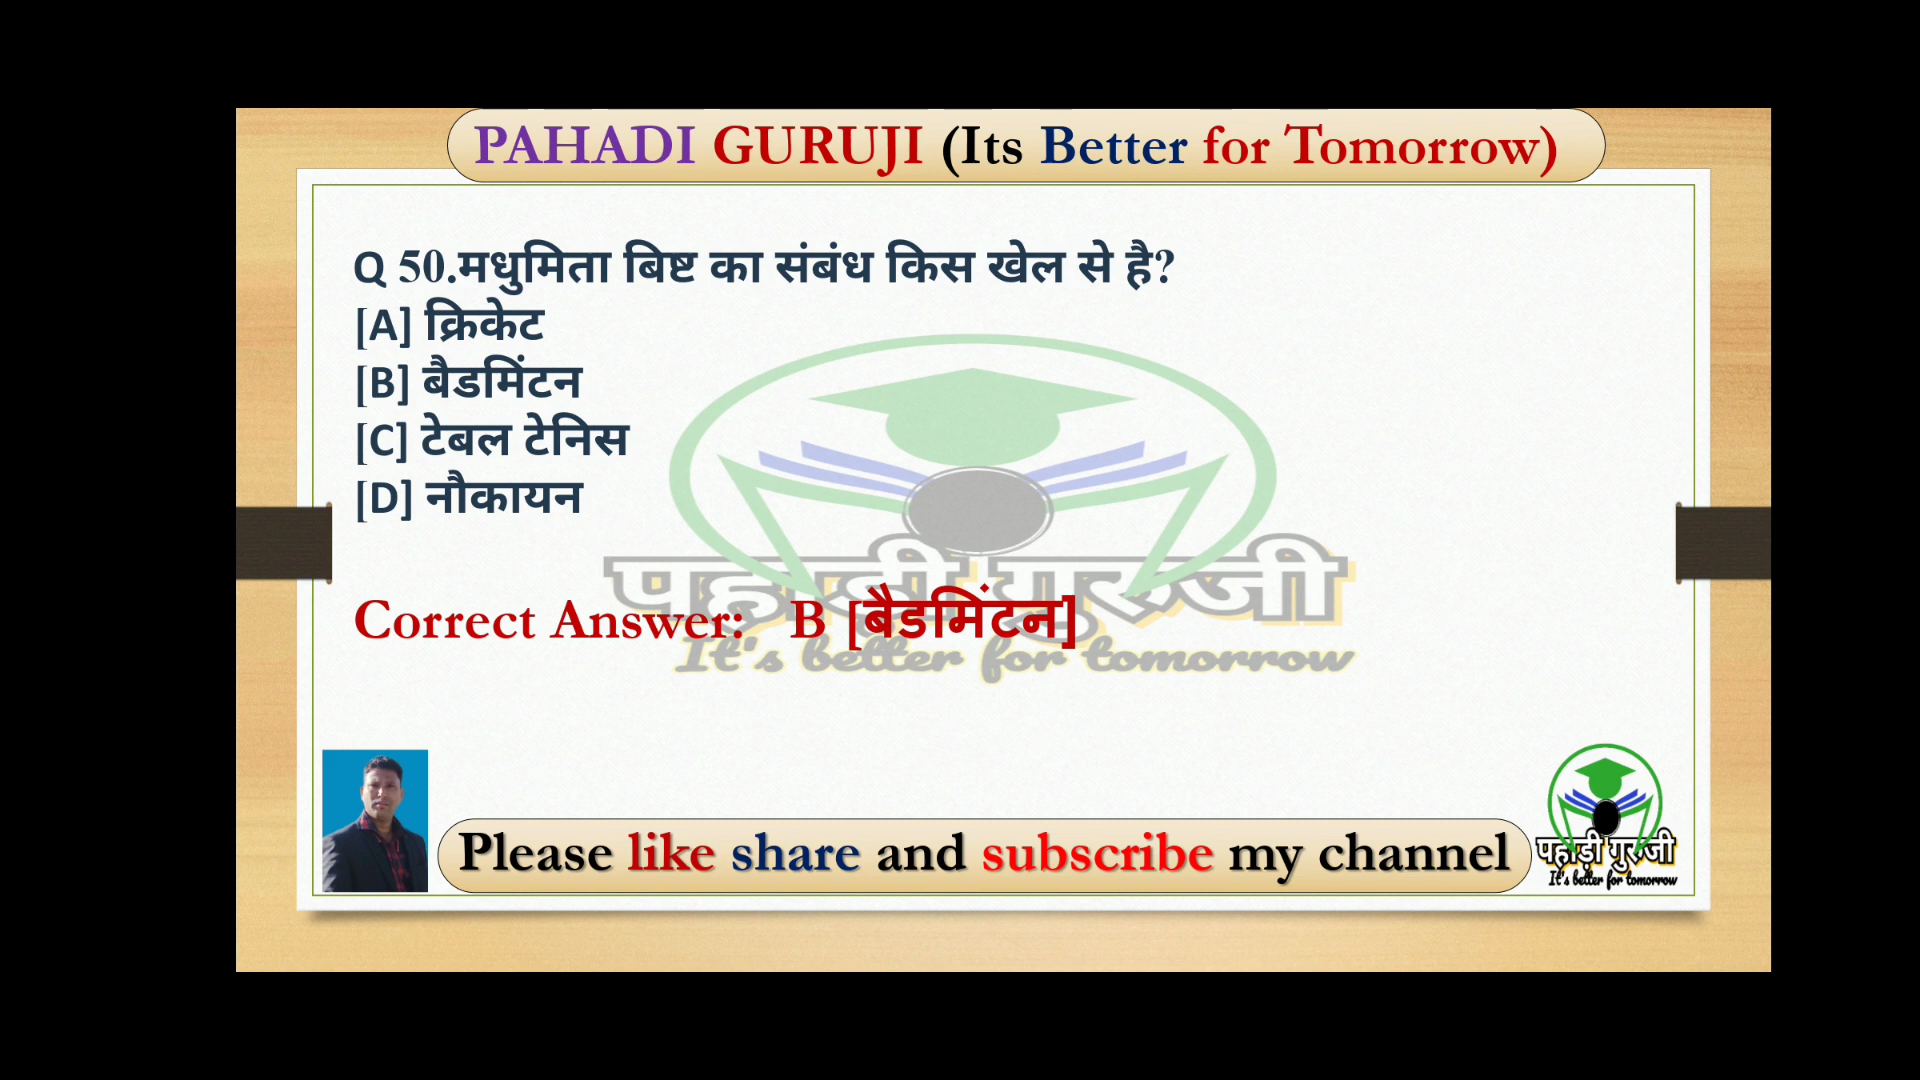 PAHADI GURUJI (Its Better for Tomorrow)
Q 50.मधुमिता बिष्ट का संबंध किस खेल से है?
[A] क्रिकेट
[B] बैडमिंटन
[C] टेबल टेनिस
[D] नौकायन
पहाड़ी गुरुजी
Correct Answer: B [बैडमिंटन]
It's better for tomorrow
Please like share and subscribe my channel
पहाड़ी गुरुजी
It's better for tomorrow